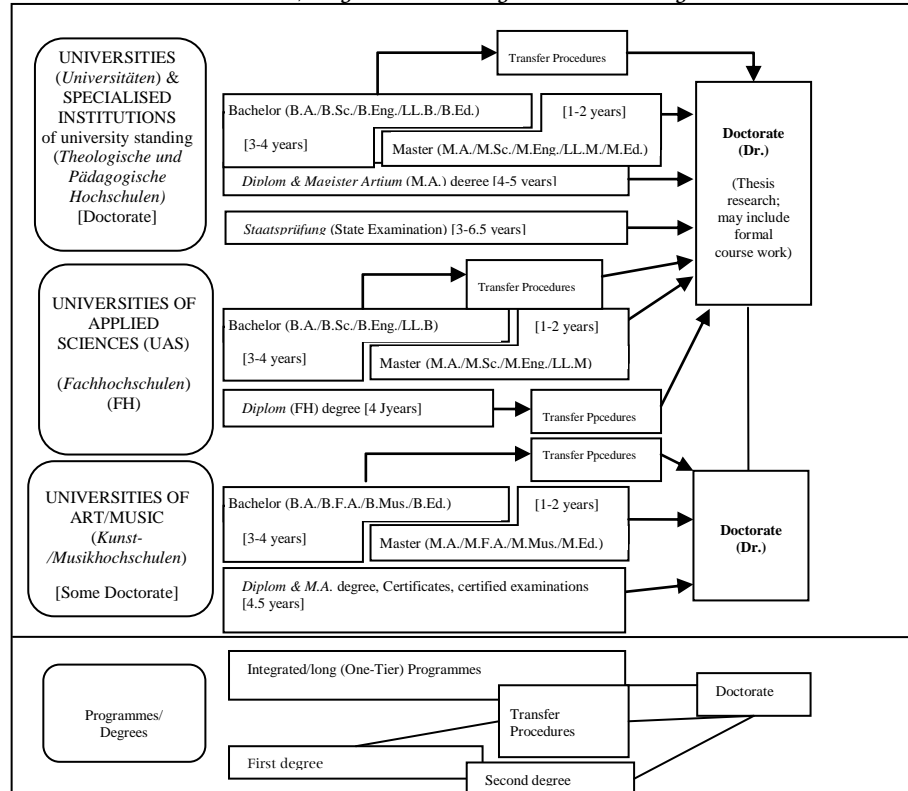 UNIVERSITIES
(Universitäten) &
SPECIALISED
INSTITUTIONS
of university standing
(Theologische und
Pädagogische
Hochschulen)
[Doctorate]
Transfer Procedures
Bachelor (B.A./B.Sc./B.Eng./LL.B./B.Ed.)
[3-4 years]
[1-2 years]
Master (M.A./M.Sc./M.Eng./LL.M./M.Ed.)
Diplom & Magister Artium (M.A.) degree [4-5 years]
Staatsprüfung (State Examination) [3-6.5 years]
Doctorate
(Dr.)
(Thesis
research;
may include
formal
course work)
UNIVERSITIES OF
APPLIED
SCIENCES (UAS)
(Fachhochschulen)
(FH)
Transfer Procedures
Bachelor (B.A./B.Sc./B.Eng./LL.B)
[3-4 years]
[1-2 years]
Master (M.A./M.Sc./M.Eng./LL.M)
Diplom (FH) degree [4 Jyears]
Transfer Ppcedures
UNIVERSITIES OF
ART/MUSIC
(Kunst-
/Musikhochschulen)
[Some Doctorate]
Transfer Ppcedures
Bachelor (B.A./B.F.A./B.Mus./B.Ed.)
[3-4 years]
[1-2 years]
Master (M.A./M.F.A./M.Mus./M.Ed.)
Diplom & M.A. degree, Certificates, certified examinations
[4.5 years]
Doctorate
(Dr.)
Programmes/
Degrees
Integrated/long (One-Tier) Programmes
Transfer
Procedures
Doctorate
First degree
Second degree